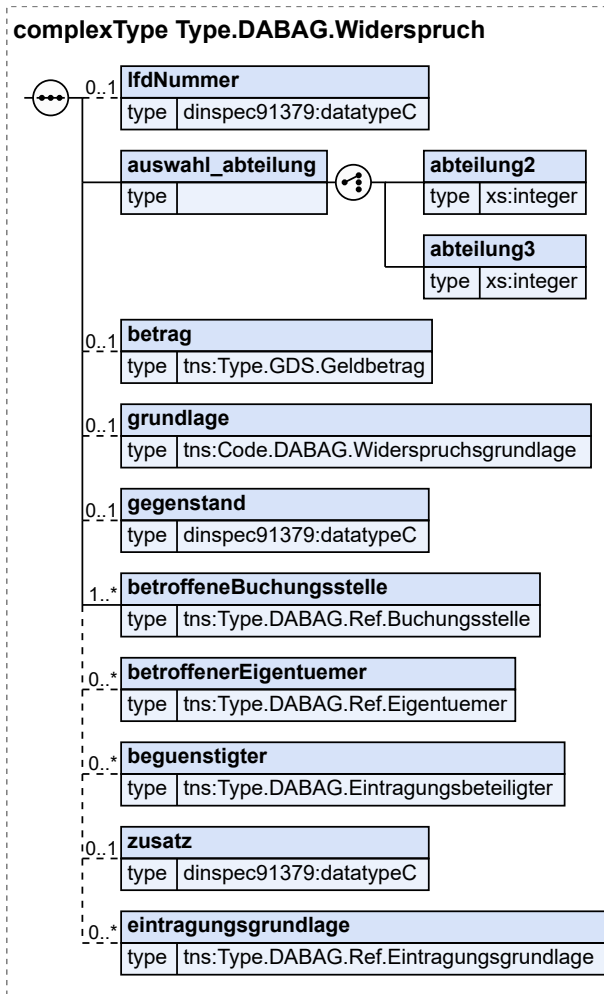 complexType Type.DABAG.Widerspruch
0..1 lfdNummer
type dinspec91379:datatypeC
auswahl_abteilung abteilung2
type type xs:integer
abteilung3
type xs:integer
0..1 betrag
type tns:Type.GDS.Geldbetrag
0..1 grundlage
type tns:Code.DABAG.Widerspruchsgrundlage
0..1 gegenstand
type dinspec91379:datatypeC
1..* betroffeneBuchungsstelle
type tns:Type.DABAG.Ref.Buchungsstelle
0..* betroffenerEigentuemer
type tns:Type.DABAG.Ref.Eigentuemer
0..* beguenstigter
type tns:Type.DABAG.Eintragungsbeteiligter
0..1 zusatz
type dinspec91379:datatypeC
0..* eintragungsgrundlage
type tns:Type.DABAG.Ref.Eintragungsgrundlage